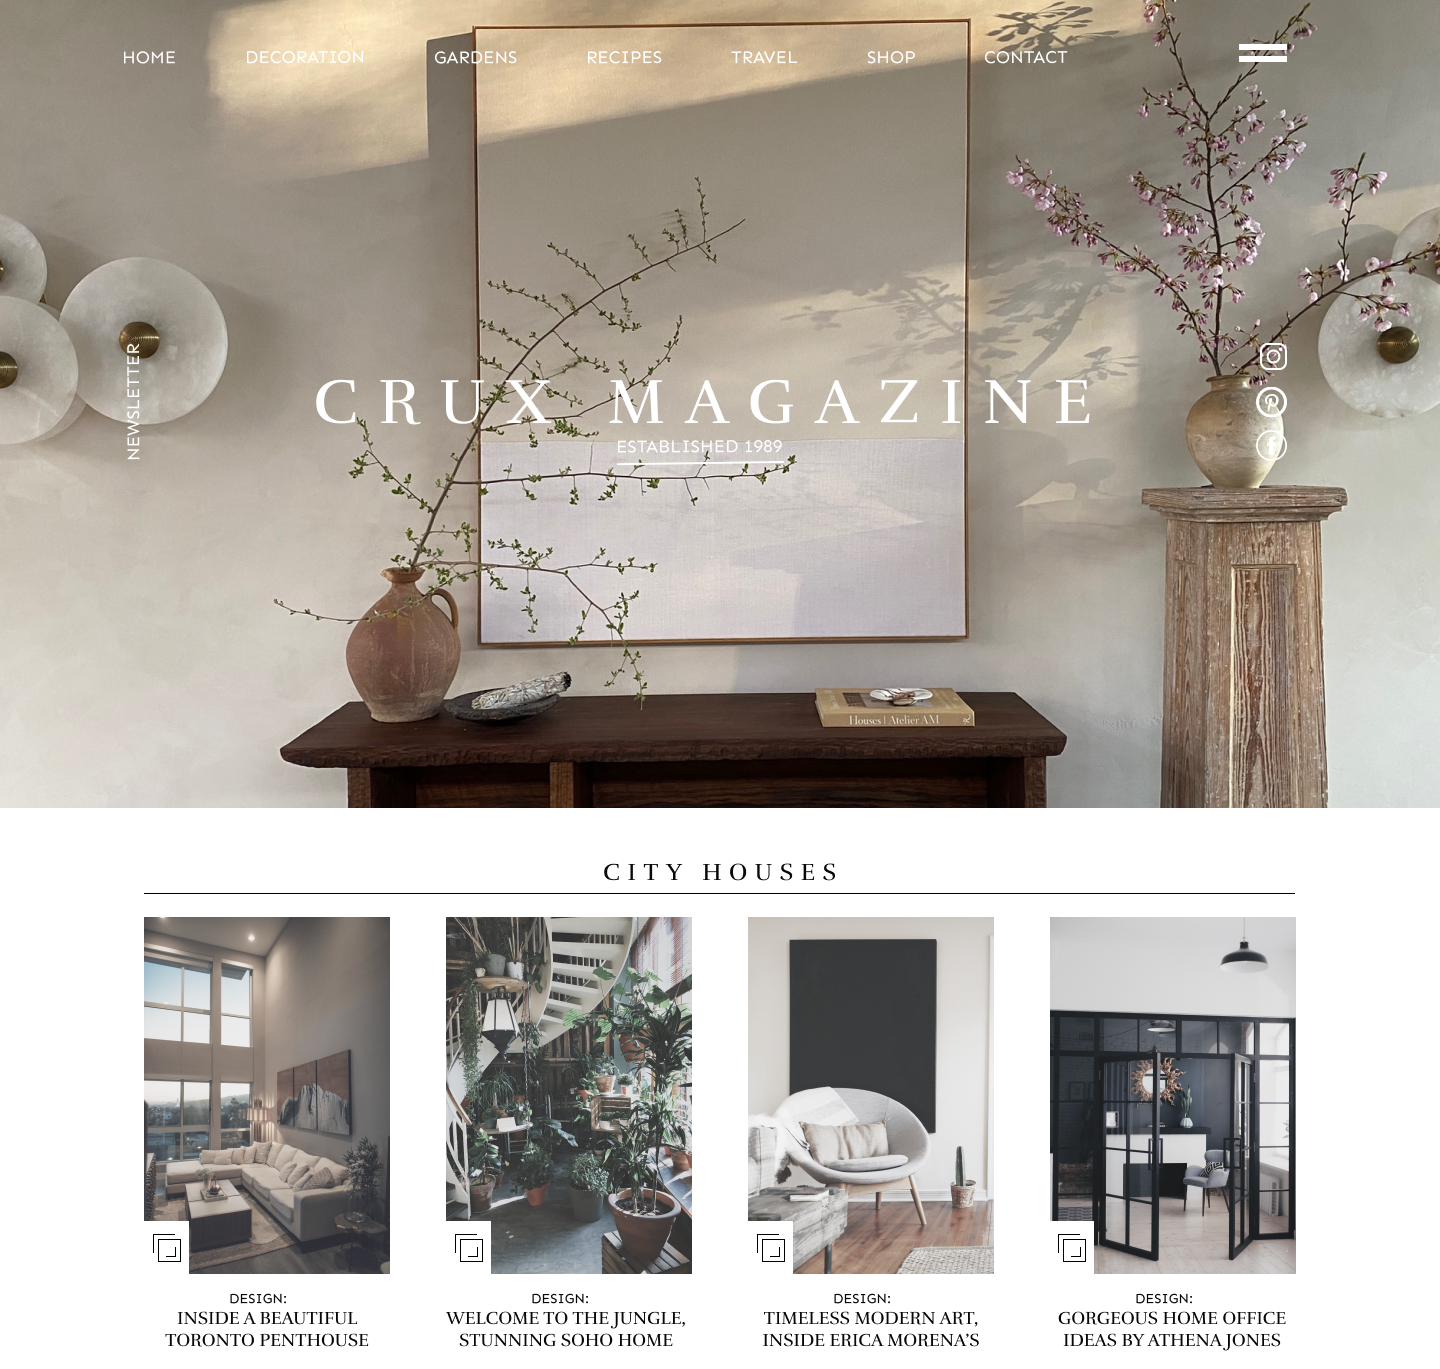 HOME
DECORATION
GARDENS
RECIPES
TRAVEL
SHOP
CONTACT
NEWSLETTER
CRUX MAGAZINE
ESTABLISHED 1989
Houses | Atelier AM
CITY HOUSES
DESIGN:
INSIDE A BEAUTIFUL
TORONTO PENTHOUSE
DESIGN:
WELCOME TO THE JUNGLE,
STUNNING SOHO HOME
DESIGN:
TIMELESS MODERN ART,
INSIDE ERICA MORENA'S
DESIGN:
GORGEOUS HOME OFFICE
IDEAS BY ATHENA JONES